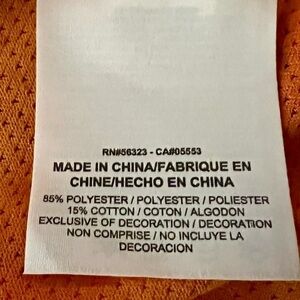 RN#56323 - CA#05553
MADE IN CHINA/FABRIQUE EN
CHINE/HECHO EN CHINA
85% POLYESTER / POLYESTER / POLIESTER
15% COTTON / COTON / ALGODON
EXCLUSIVE OF DECORATION / DECORATION
NON COMPRISE / NO INCLUYE LA
DECORACION